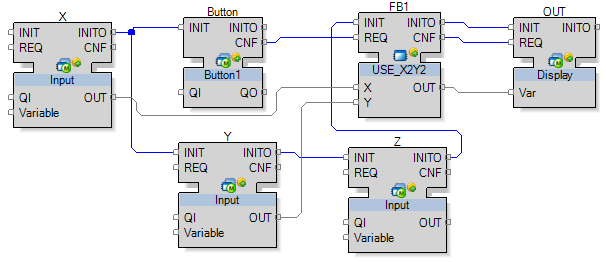 X
INIT INITO
REQ CNF
Input
QI OUT
Variable
Button
INIT INITO
REQ CNF
Button1
QI QO
FB1
INIT INITO
REQ CNF
USE_X2Y2
X OUT
Y
OUT
INIT INITO
REQ CNF
Display
Var
Y
INIT INITO
REQ CNF
Input
QI OUT
Variable
Z
INIT INITO
REQ CNF
Input
QI OUT
Variable